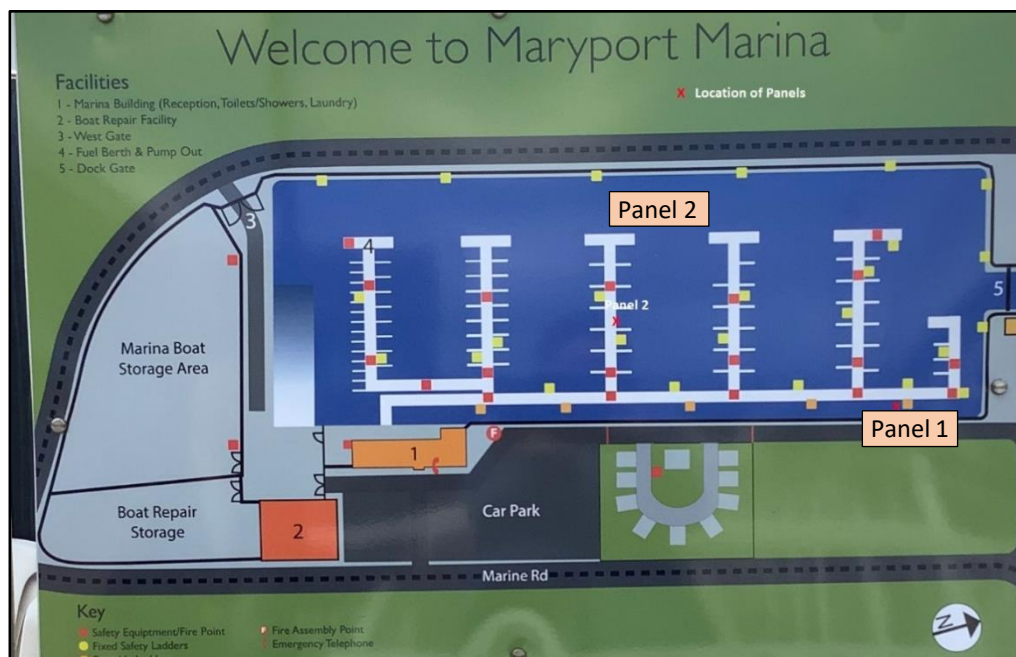 Welcome to Maryport Marina
Facilities
1 - Marina Building (Reception, Toilets/Showers, Laundry)
2 - Boat Repair Facility
3 - West Gate
4 - Fuel Berth & Pump Out
5 - Dock Gate
X Location of Panels
Panel 2
3
4
5
Panel 2
Marina Boat
Storage Area
Panel 1
F
1
Boat Repair
Storage
2
Car Park
Marine Rd
Key
Safety Equiptment/Fire Point
Fixed Safety Ladders
F Fire Assembly Point
Emergency Telephone
N